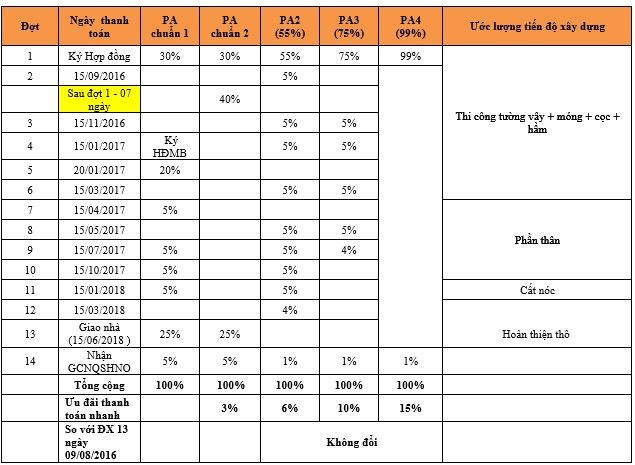 Đợt Ngày thanh toán PA chuẩn 1 PA chuẩn 2 PA2 (55%) PA3 (75%) PA4 (99%) Ước lượng tiến độ xây dựng
1 Ký Hợp đồng 30% 30% 55% 75% 99% Thi công tường vây + móng + cọc + hầm
2 15/09/2016 5%
Sau đợt 1 - 07 ngày 40%
3 15/11/2016 5% 5%
4 15/01/2017 Ký HĐMB 5% 5%
5 20/01/2017 20%
6 15/03/2017 5% 5%
7 15/04/2017 5% Phần thân
8 15/05/2017 5% 5%
9 15/07/2017 5% 5% 4%
10 15/10/2017 5% 5%
11 15/01/2018 5% 5% Cất nóc
12 15/03/2018 4% Hoàn thiện thô
13 Giao nhà (15/06/2018 ) 25% 25%
14 Nhận GCNQSHNO 5% 5% 1% 1% 1%
Tổng cộng 100% 100% 100% 100% 100%
Ưu đãi thanh toán nhanh 3% 6% 10% 15%
So với ĐX 13 ngày 09/08/2016 Không đổi